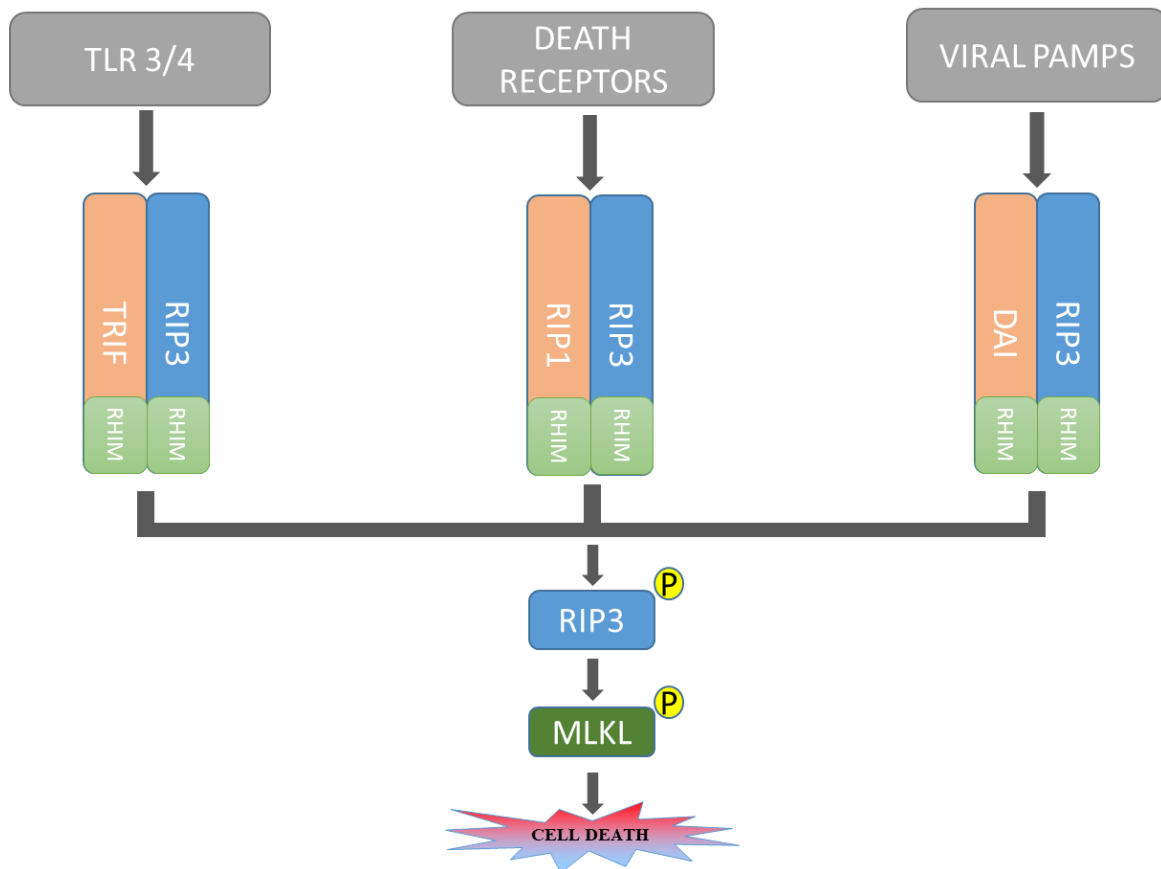 TLR 3/4
DEATH
RECEPTORS
VIRAL PAMPS
TRIF
RIP3
RHIM
RHIM
RIP1
RIP3
RHIM
RHIM
DAI
RIP3
RHIM
RHIM
P
RIP3
P
MLKL
CELL DEATH